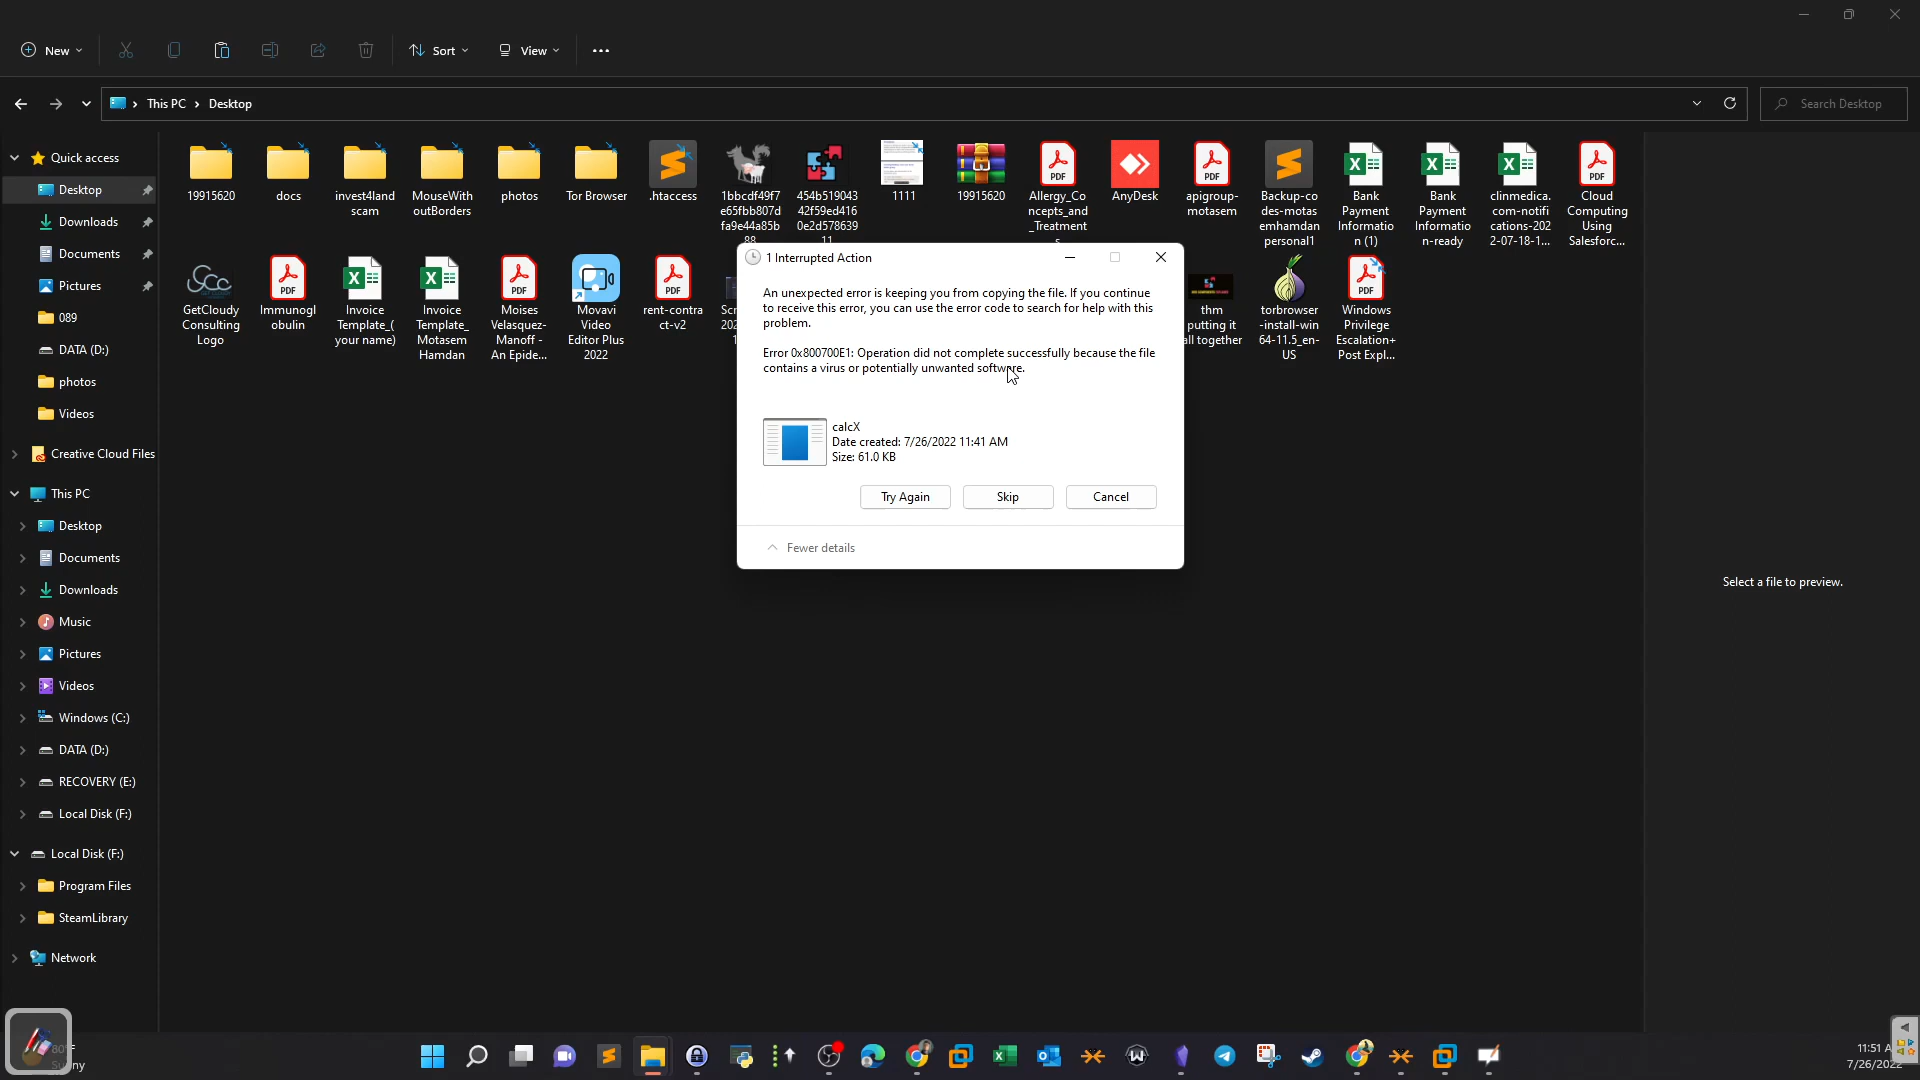 New
Sort
View
This PC
Desktop
Search Desktop
Quick access
Desktop
Downloads
Documents
Pictures
089
DATA (D:)
photos
Videos
Creative Cloud Files
This PC
Desktop
Documents
Downloads
Music
Pictures
Videos
Windows (C:)
DATA (D:)
RECOVERY (E:)
Local Disk (F:)
Local Disk (F:)
Program Files
SteamLibrary
Network
19915620
docs
invest4land
scam
MouseWith
outBorders
photos
Tor Browser
.htaccess
1bbcdf49f7
e65fbb807d
fa9e44a85b
88
454b519043
42f59ed416
0e2d578639
11
1111
19915620
Allergy_Co
ncepts_and
_Treatment
s
AnyDesk
apigroup-
motasem
Backup-co
des-motas
emhamdan
personal1
Bank
Payment
Informatio
n (1)
Bank
Payment
Informatio
n-ready
clinmedica.
com-notifi
cations-202
2-07-18-1...
Cloud
Computing
Using
Salesforc...
GetCloudy
Consulting
Logo
Immunogl
obulin
Invoice
Template_(
your name)
Invoice
Template_
Motasem
Hamdan
Moises
Velasquez-
Manoff -
An Epide...
Movavi
Video
Editor Plus
2022
rent-contra
ct-v2
Scr
202
1
thm
putting it
all together
torbrowser
-install-win
64-11.5_en-
US
Windows
Privilege
Escalation+
Post Expl...
1 Interrupted Action
An unexpected error is keeping you from copying the file. If you continue
to receive this error, you can use the error code to search for help with this
problem.
Error 0x800700E1: Operation did not complete successfully because the file
contains a virus or potentially unwanted software.
calcX
Date created: 7/26/2022 11:41 AM
Size: 61.0 KB
Try Again
Skip
Cancel
Fewer details
Select a file to preview.
80°F
11:51 A
7/26/2022